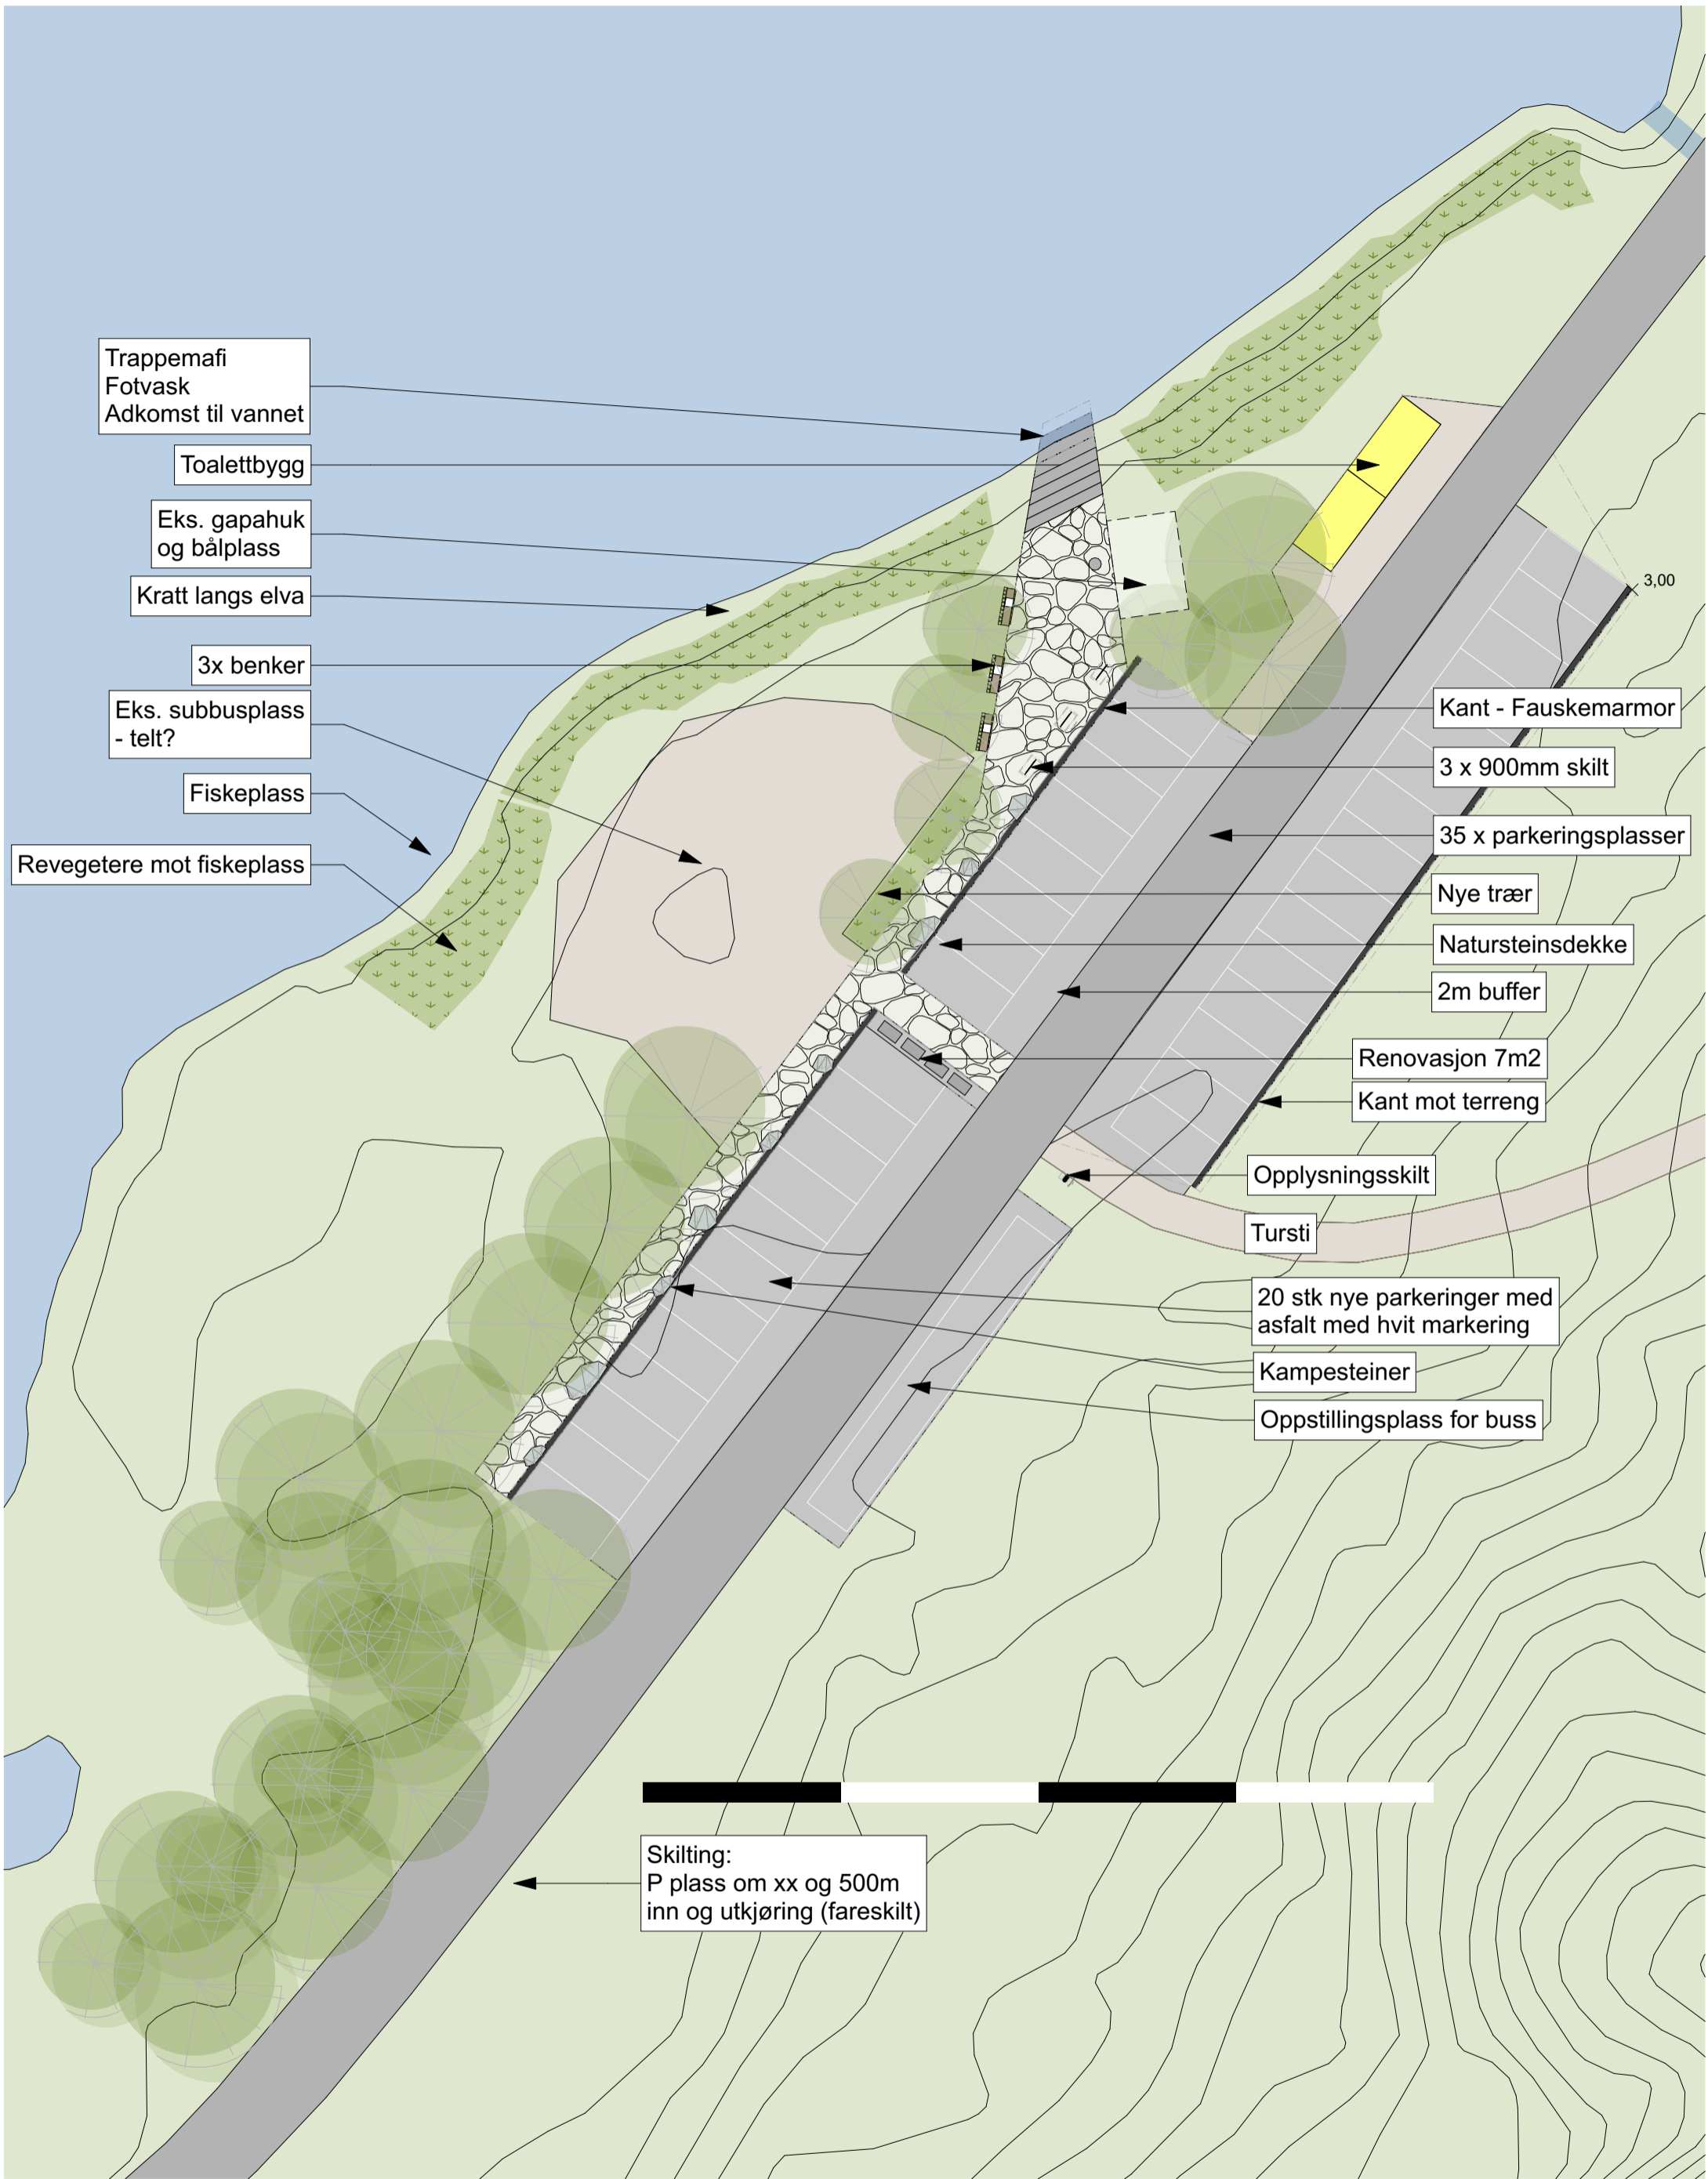 Trappemafi
Fotvask
Adkomst til vannet
Toalettbygg
Eks. gapahuk
og bålplass
Kratt langs elva
3x benker
Eks. subbusplass
- telt?
Fiskeplass
Revegetere mot fiskeplass
3,00
Kant - Fauskemarmor
3 x 900mm skilt
35 x parkeringsplasser
Nye trær
Natursteinsdekke
2m buffer
Renovasjon 7m2
Kant mot terreng
Opplysningsskilt
Tursti
20 stk nye parkeringer med
asfalt med hvit markering
Kampesteiner
Oppstillingsplass for buss
Skilting:
P plass om xx og 500m
inn og utkjøring (fareskilt)